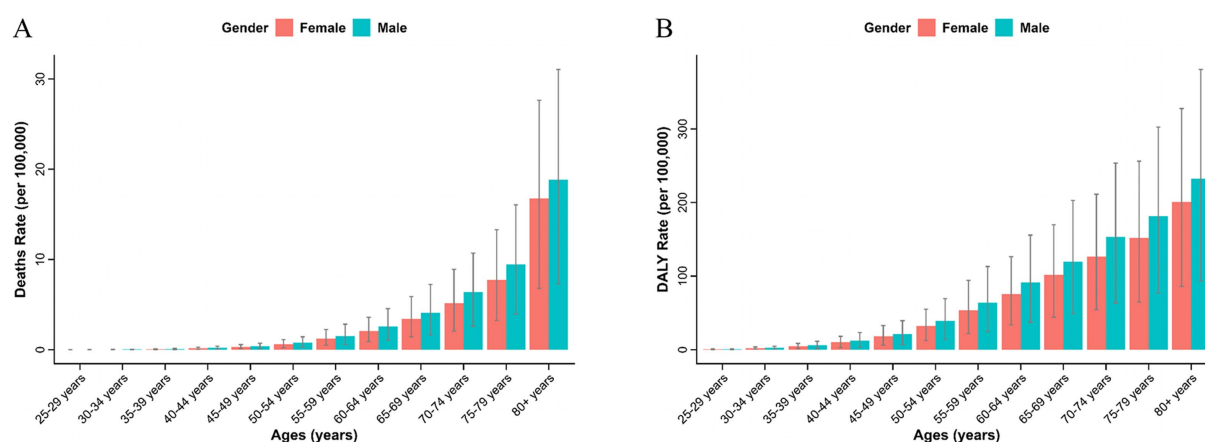 A
Gender Female Male
Deaths Rate (per 100,000)
30
20
10
0
25-29 years
30-34 years
35-39 years
40-44 years
45-49 years
50-54 years
55-59 years
60-64 years
65-69 years
70-74 years
75-79 years
80+ years
Ages (years)
B
Gender Female Male
DALY Rate (per 100,000)
300
200
100
0
25-29 years
30-34 years
35-39 years
40-44 years
45-49 years
50-54 years
55-59 years
60-64 years
65-69 years
70-74 years
75-79 years
80+ years
Ages (years)